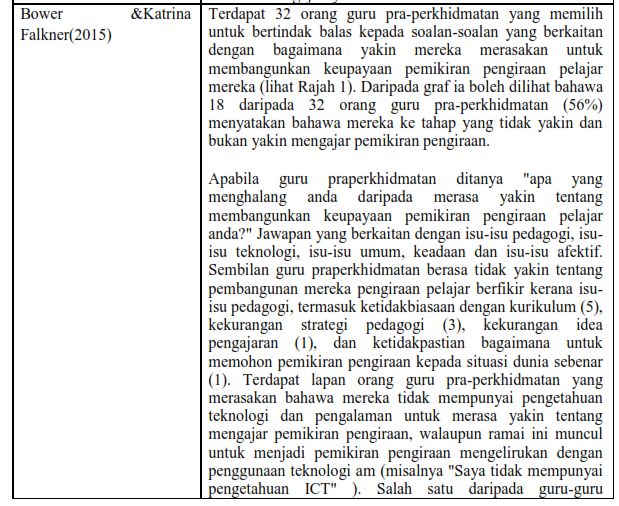 Bower &Katrina
Falkner(2015)
Terdapat 32 orang guru pra-perkhidmatan yang memilih
untuk bertindak balas kepada soalan-soalan yang berkaitan
dengan bagaimana yakin mereka merasakan untuk
membangunkan keupayaan pemikiran pengiraan pelajar
mereka (lihat Rajah 1). Daripada graf ia boleh dilihat bahawa
18 daripada 32 orang guru pra-perkhidmatan (56%)
menyatakan bahawa mereka ke tahap yang tidak yakin dan
bukan yakin mengajar pemikiran pengiraan.
Apabila guru praperkhidmatan ditanya "apa yang
menghalang anda daripada merasa yakin tentang
membangunkan keupayaan pemikiran pengiraan pelajar
anda?" Jawapan yang berkaitan dengan isu-isu pedagogi, isu-
isu teknologi, isu-isu umum, keadaan dan isu-isu afektif.
Sembilan guru praperkhidmatan berasa tidak yakin tentang
pembangunan mereka pengiraan pelajar berfikir kerana isu-
isu pedagogi, termasuk ketidakbiasaan dengan kurikulum (5),
kekurangan strategi pedagogi (3), kekurangan idea
pengajaran (1), dan ketidakpastian bagaimana untuk
memohon pemikiran pengiraan kepada situasi dunia sebenar
(1). Terdapat lapan orang guru pra-perkhidmatan yang
merasakan bahawa mereka tidak mempunyai pengetahuan
teknologi dan pengalaman untuk merasa yakin tentang
mengajar pemikiran pengiraan, walaupun ramai ini muncul
untuk menjadi pemikiran pengiraan mengelirukan dengan
penggunaan teknologi am (misalnya "Saya tidak mempunyai
pengetahuan ICT" ). Salah satu daripada guru-guru